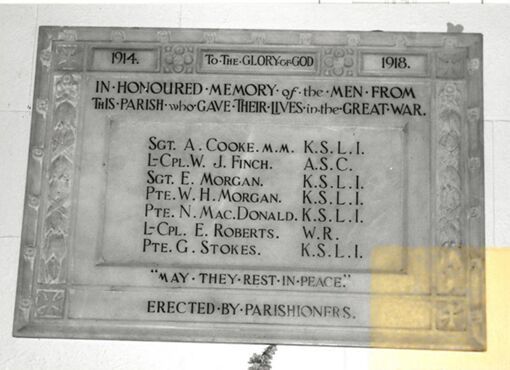 1914. TO·THE·GLORY·OF·GOD 1918.
IN·HONOURED·MEMORY·of·the·MEN·FROM
THIS·PARISH·who·GAVE·THEIR·LIVES·in·the·GREAT·WAR.
SGT. A. COOKE. M.M. K.S.L.I.
L-CPL. W. J. FINCH. A.S.C.
SGT. E. MORGAN. K.S.L.I.
PTE. W. H. MORGAN. K.S.L.I.
PTE. N. MAC.DONALD. K.S.L.I.
L-CPL. E. ROBERTS. W.R.
PTE. G. STOKES. K.S.L.I.
"MAY·THEY·REST·IN·PEACE."
ERECTED·BY·PARISHIONERS.